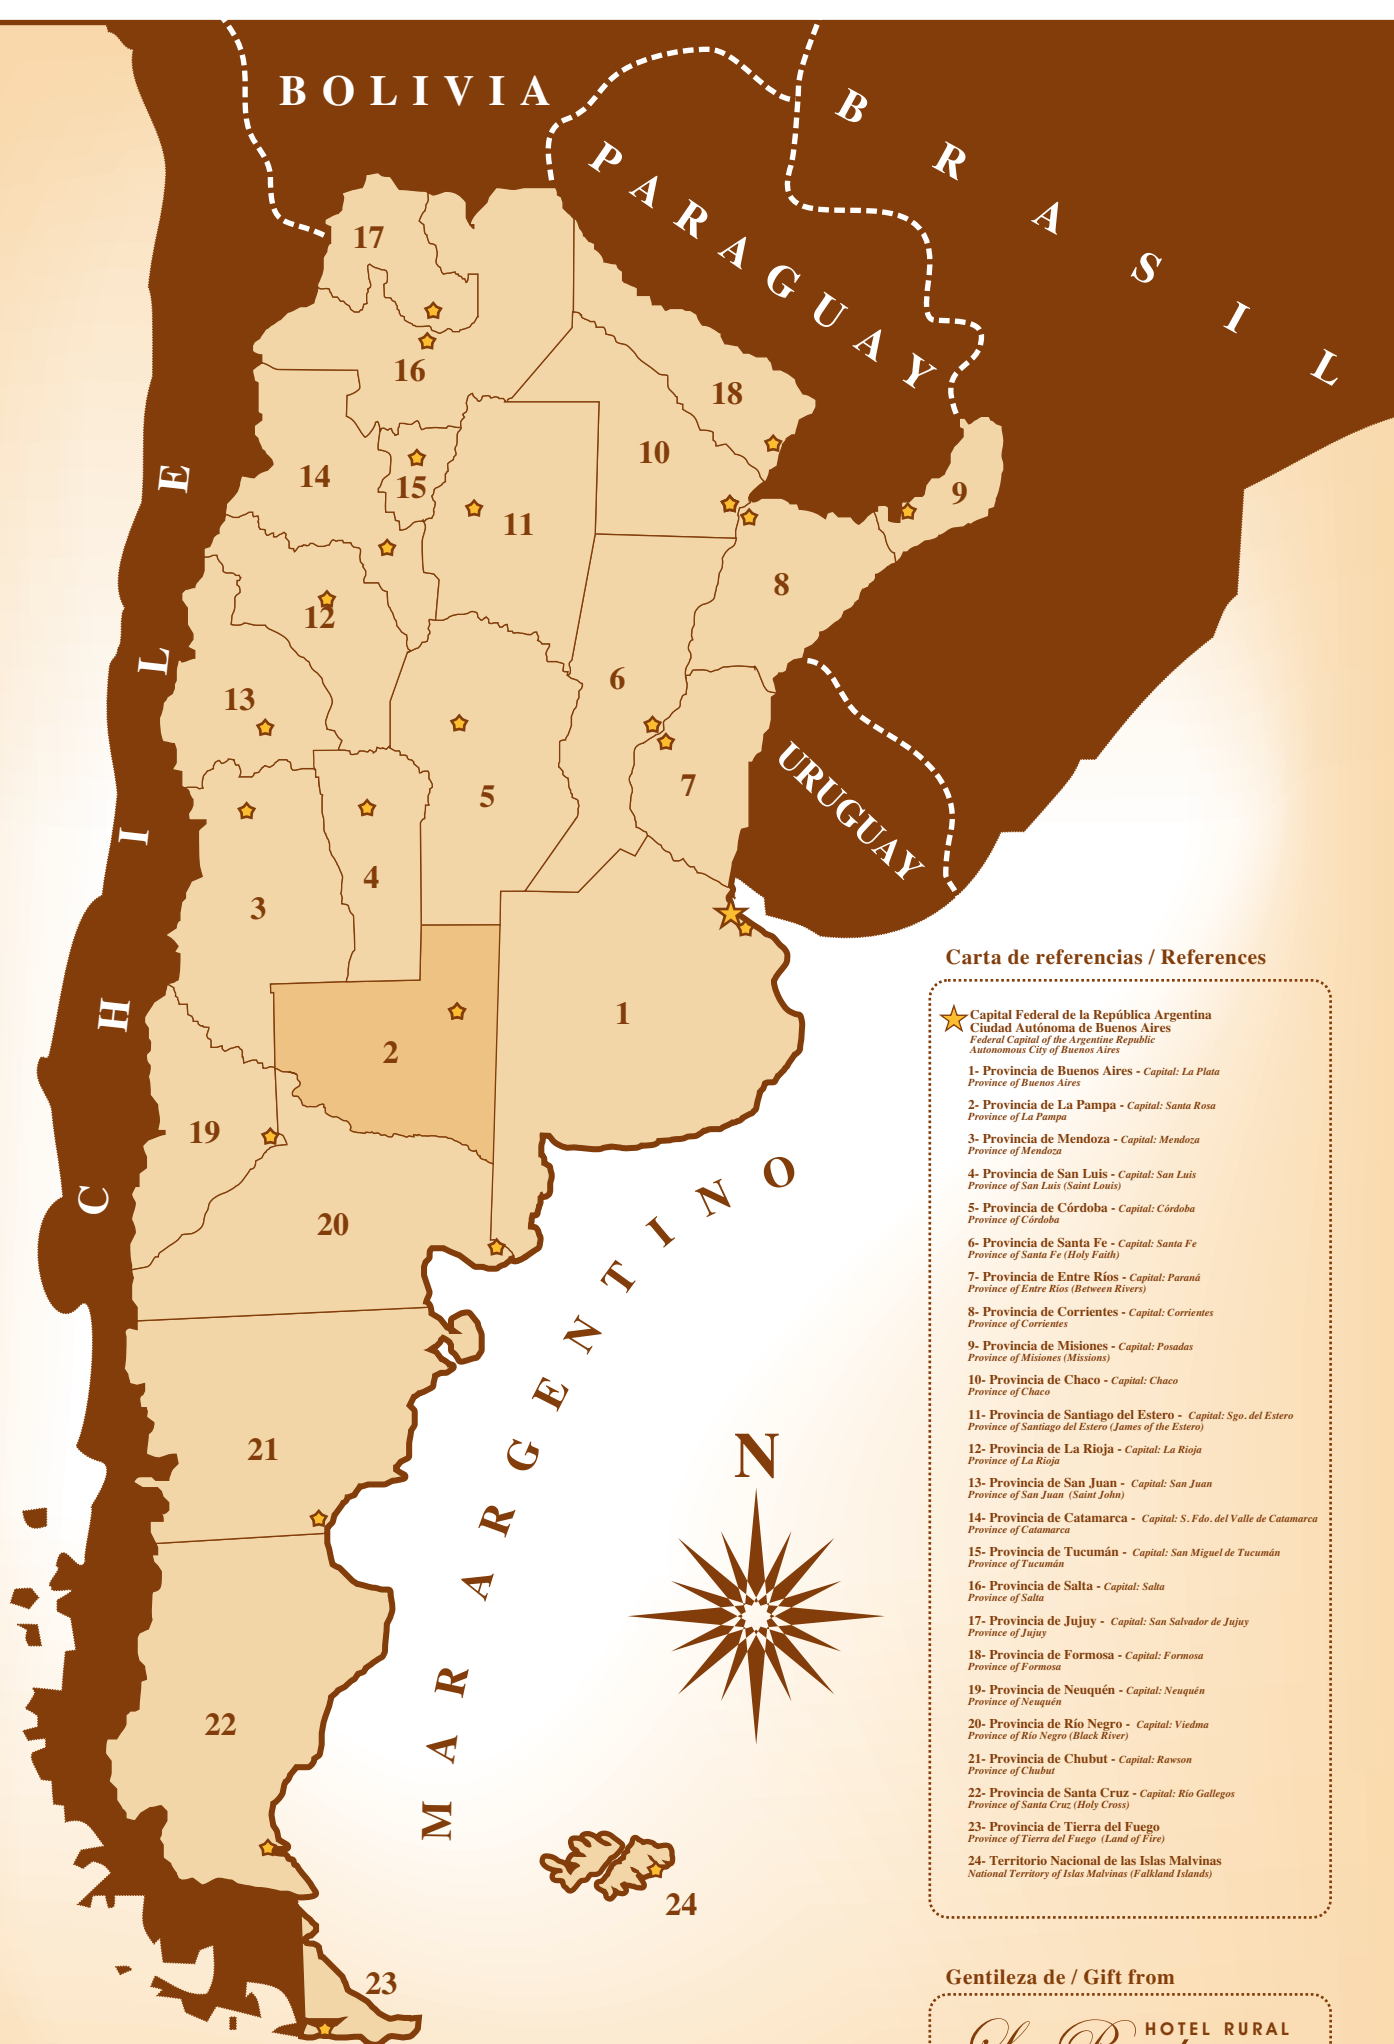 BOLIVIA
BRASIL
PARAGUAY
17
16
18
10
14
15
9
11
8
12
6
13
URUGUAY
7
5
4
3
CHILE
1
2
19
20
21
22
24
23
MAR ARGENTINO
N
Carta de referencias / References
Capital Federal de la República Argentina
Ciudad Autónoma de Buenos Aires
Federal Capital of the Argentine Republic
Autonomous City of Buenos Aires
1- Provincia de Buenos Aires - Capital: La Plata
Province of Buenos Aires
2- Provincia de La Pampa - Capital: Santa Rosa
Province of La Pampa
3- Provincia de Mendoza - Capital: Mendoza
Province of Mendoza
4- Provincia de San Luis - Capital: San Luis
Province of San Luis (Saint Louis)
5- Provincia de Córdoba - Capital: Córdoba
Province of Córdoba
6- Provincia de Santa Fe - Capital: Santa Fe
Province of Santa Fe (Holy Faith)
7- Provincia de Entre Ríos - Capital: Paraná
Province of Entre Ríos (Between Rivers)
8- Provincia de Corrientes - Capital: Corrientes
Province of Corrientes
9- Provincia de Misiones - Capital: Posadas
Province of Misiones (Missions)
10- Provincia de Chaco - Capital: Chaco
Province of Chaco
11- Provincia de Santiago del Estero - Capital: Sgo. del Estero
Province of Santiago del Estero (James of the Estero)
12- Provincia de La Rioja - Capital: La Rioja
Province of La Rioja
13- Provincia de San Juan - Capital: San Juan
Province of San Juan (Saint John)
14- Provincia de Catamarca - Capital: S. Fdo. del Valle de Catamarca
Province of Catamarca
15- Provincia de Tucumán - Capital: San Miguel de Tucumán
Province of Tucumán
16- Provincia de Salta - Capital: Salta
Province of Salta
17- Provincia de Jujuy - Capital: San Salvador de Jujuy
Province of Jujuy
18- Provincia de Formosa - Capital: Formosa
Province of Formosa
19- Provincia de Neuquén - Capital: Neuquén
Province of Neuquén
20- Provincia de Río Negro - Capital: Viedma
Province of Río Negro (Black River)
21- Provincia de Chubut - Capital: Rawson
Province of Chubut
22- Provincia de Santa Cruz - Capital: Río Gallegos
Province of Santa Cruz (Holy Cross)
23- Provincia de Tierra del Fuego
Province of Tierra del Fuego (Land of Fire)
24- Territorio Nacional de las Islas Malvinas
National Territory of Islas Malvinas (Falkland Islands)
Gentileza de / Gift from
HOTEL RURAL